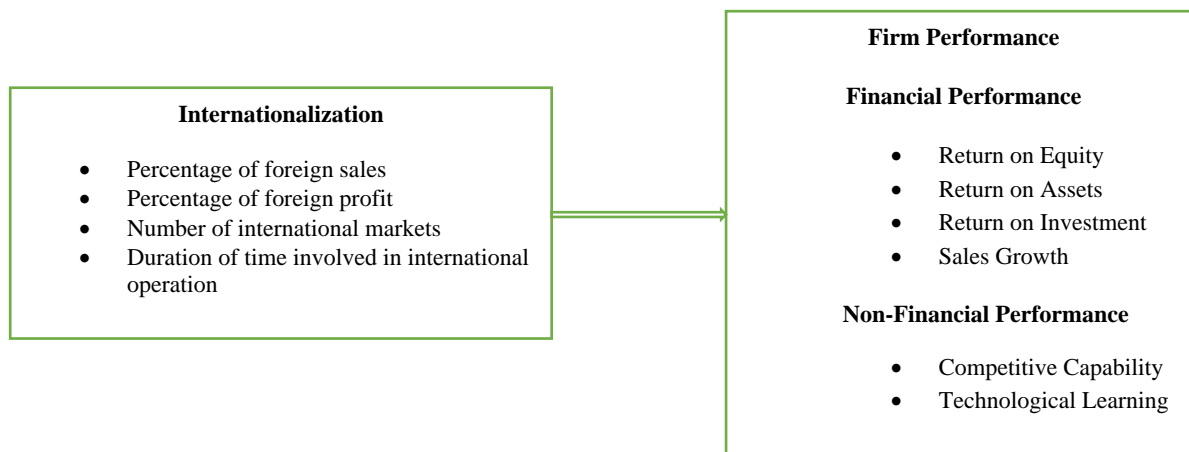 Internationalization
• Percentage of foreign sales
• Percentage of foreign profit
• Number of international markets
• Duration of time involved in international
operation
Firm Performance
Financial Performance
• Return on Equity
• Return on Assets
• Return on Investment
• Sales Growth
Non-Financial Performance
• Competitive Capability
• Technological Learning